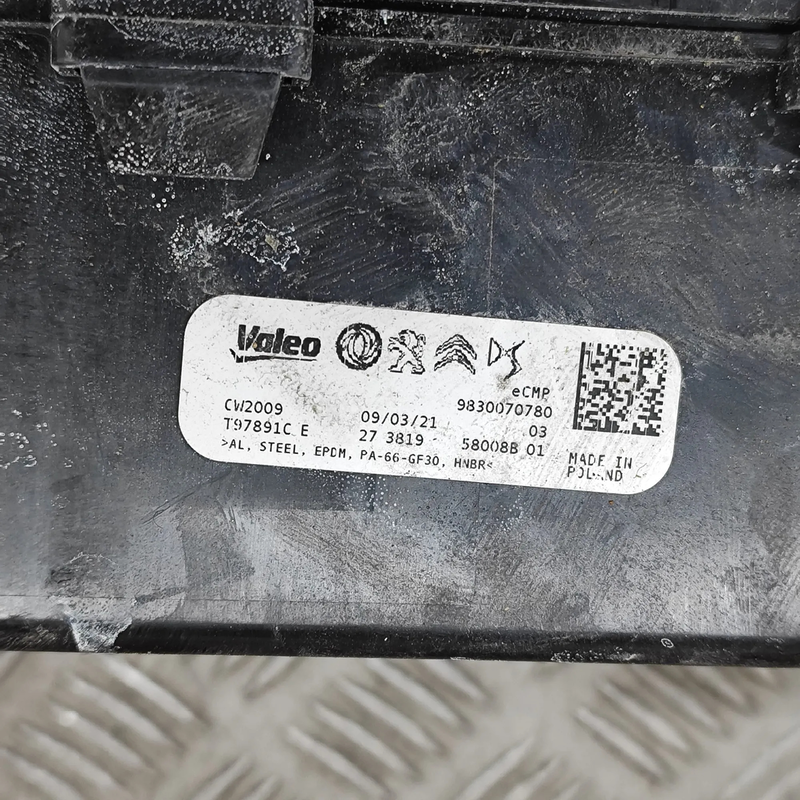 Valeo DS
eCMP
CW2009 09/03/21 9830070780
T97891C E 27 3819 03
58008B 01
>AL, STEEL, EPDM, PA-66-GF30, HNBR<
MADE IN
POLAND